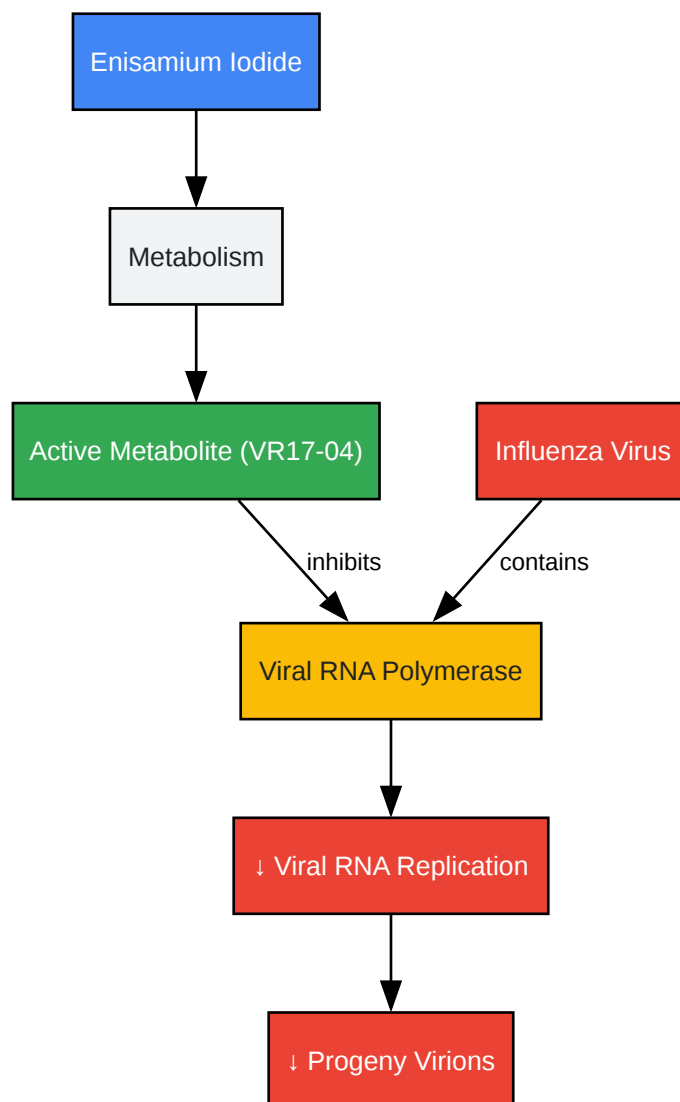 Enisamium Iodide
Metabolism
Active Metabolite (VR17-04)
Influenza Virus
inhibits
contains
Viral RNA Polymerase
↓ Viral RNA Replication
↓ Progeny Virions